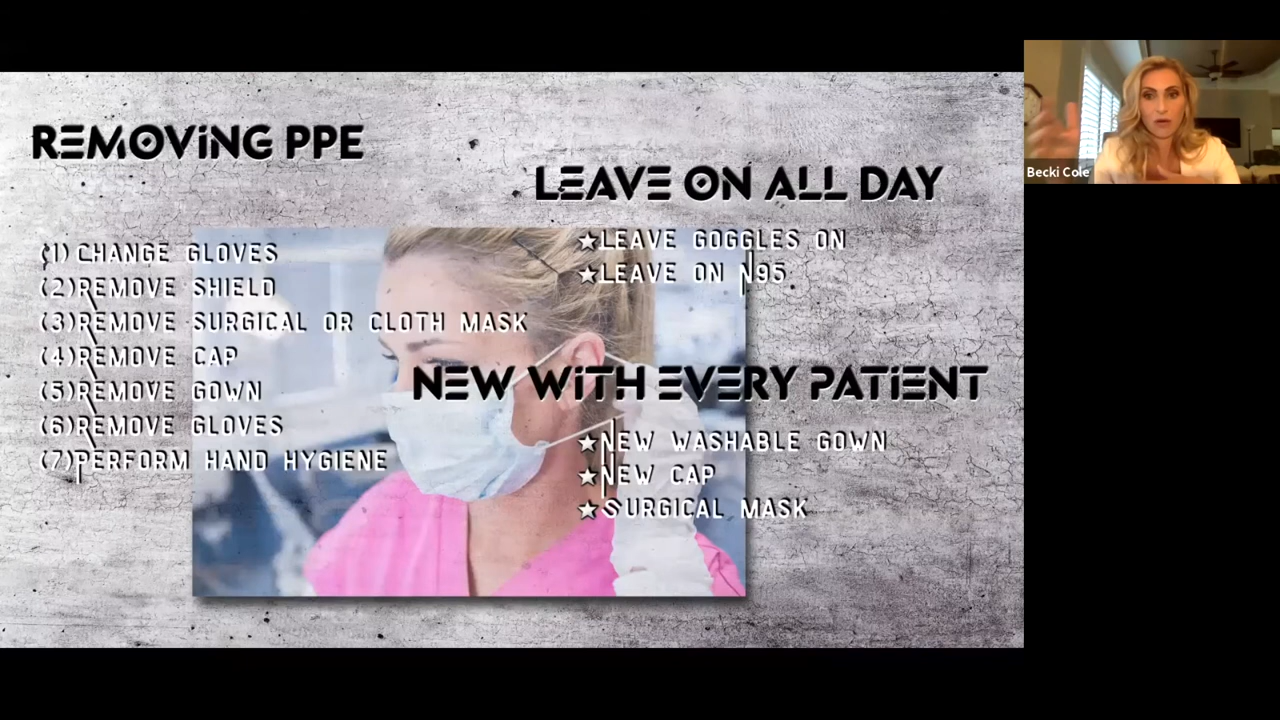 REMOVING PPE
(1) CHANGE GLOVES
(2) REMOVE SHIELD
(3) REMOVE SURGICAL OR CLOTH MASK
(4) REMOVE CAP
(5) REMOVE GOWN
(6) REMOVE GLOVES
(7) PERFORM HAND HYGIENE
LEAVE ON ALL DAY
★LEAVE GOGGLES ON
★LEAVE ON N95.
NEW WITH EVERY PATIENT
★NEW WASHABLE GOWN
★NEW CAP
★SURGICAL MASK
Becki Cole